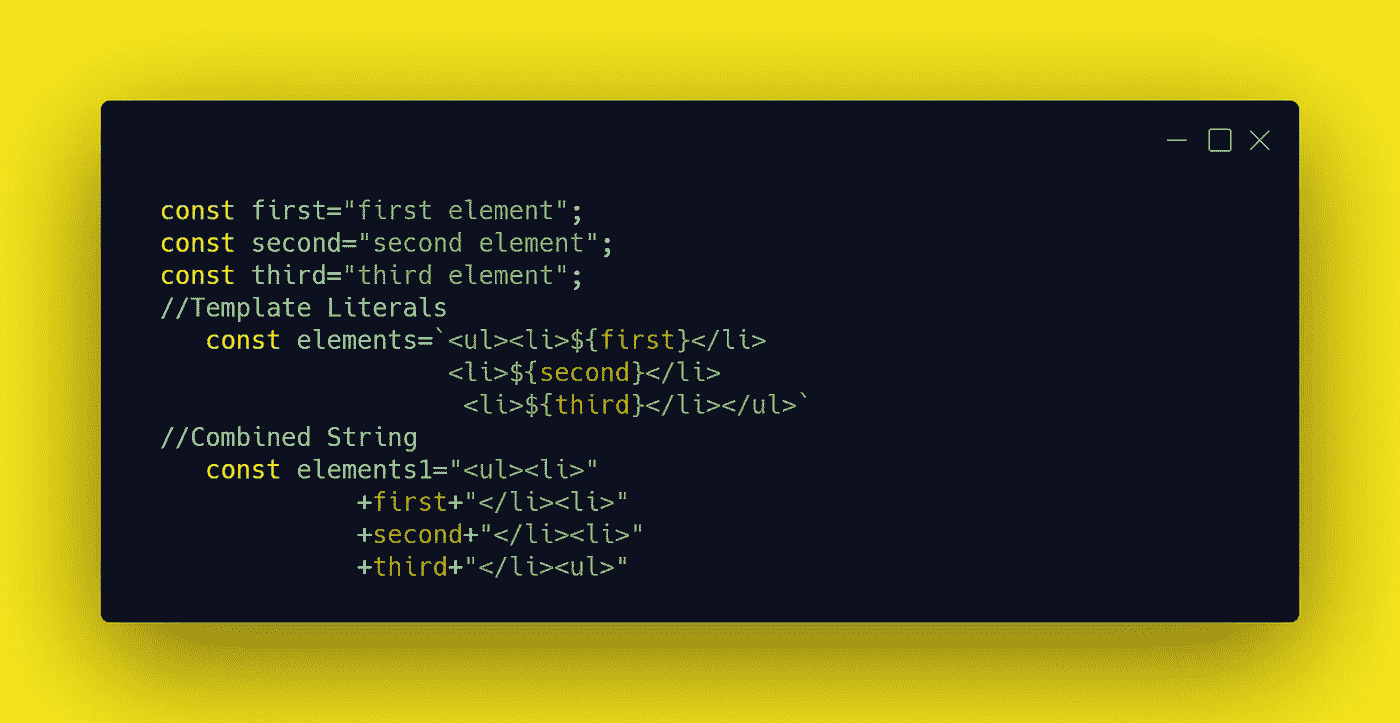 const first="first element";
const second="second element";
const third="third element";
//Template Literals
   const elements=`<ul><li>${first}</li>
                   <li>${second}</li>
                    <li>${third}</li></ul>`
//Combined String
   const elements1="<ul><li>"
             +first+"</li><li>"
             +second+"</li><li>"
             +third+"</li><ul>"